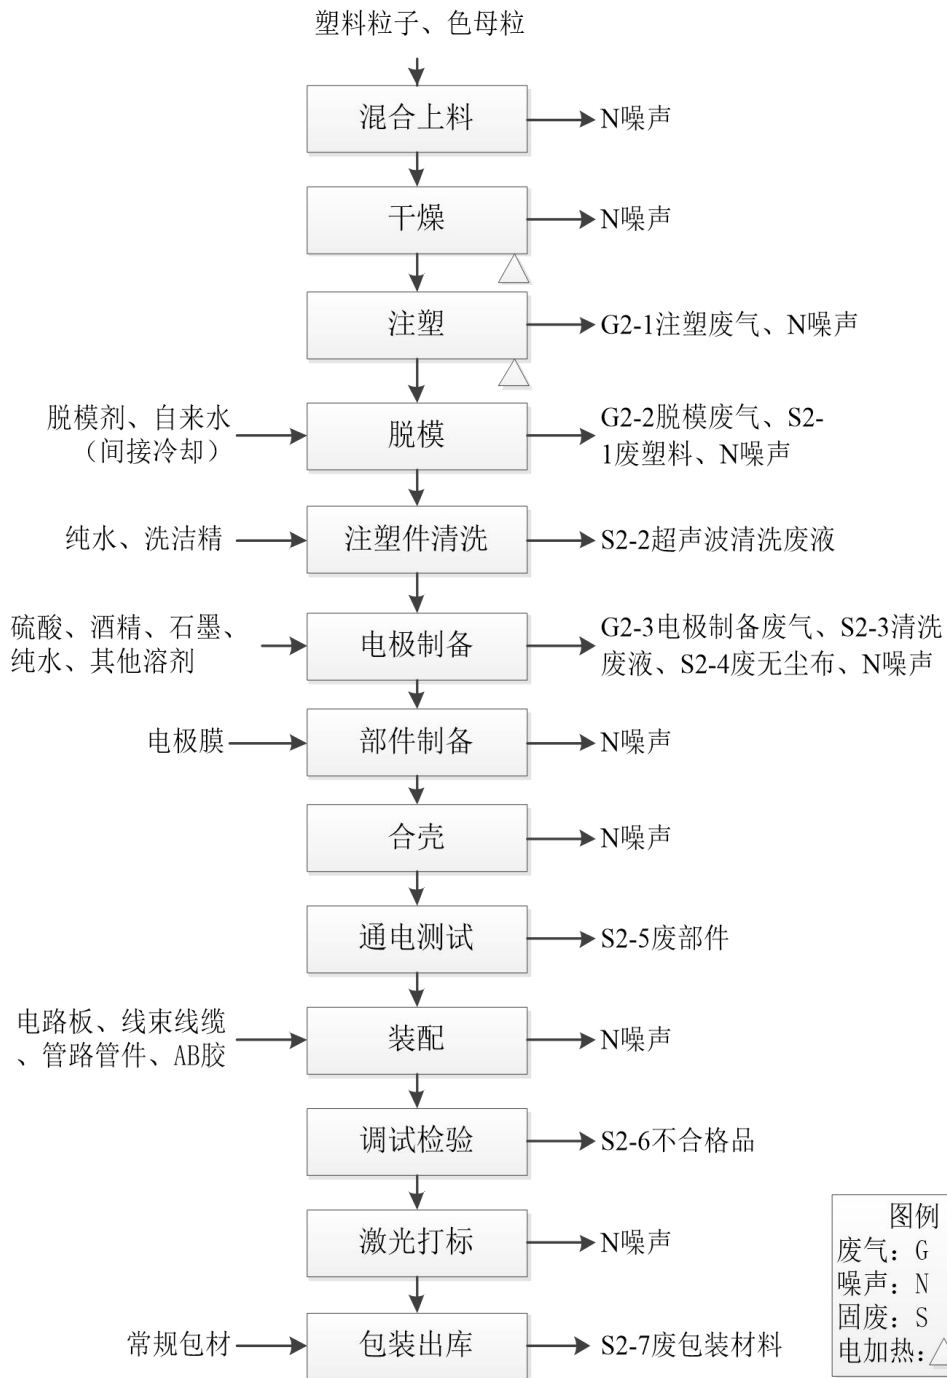 塑料粒子、色母粒
混合上料
N噪声
干燥
N噪声
注塑
G2-1注塑废气、N噪声
脱模剂、自来水
（间接冷却）
脱模
G2-2脱模废气、S2-
1废塑料、N噪声
纯水、洗洁精
注塑件清洗
S2-2超声波清洗废液
硫酸、酒精、石墨、
纯水、其他溶剂
电极制备
G2-3电极制备废气、S2-3清洗
废液、S2-4废无尘布、N噪声
电极膜
部件制备
N噪声
合壳
N噪声
通电测试
S2-5废部件
电路板、线束线缆
、管路管件、AB胶
装配
N噪声
调试检验
S2-6不合格品
激光打标
N噪声
常规包材
包装出库
S2-7废包装材料
图例
废气：G
噪声：N
固废：S
电加热：